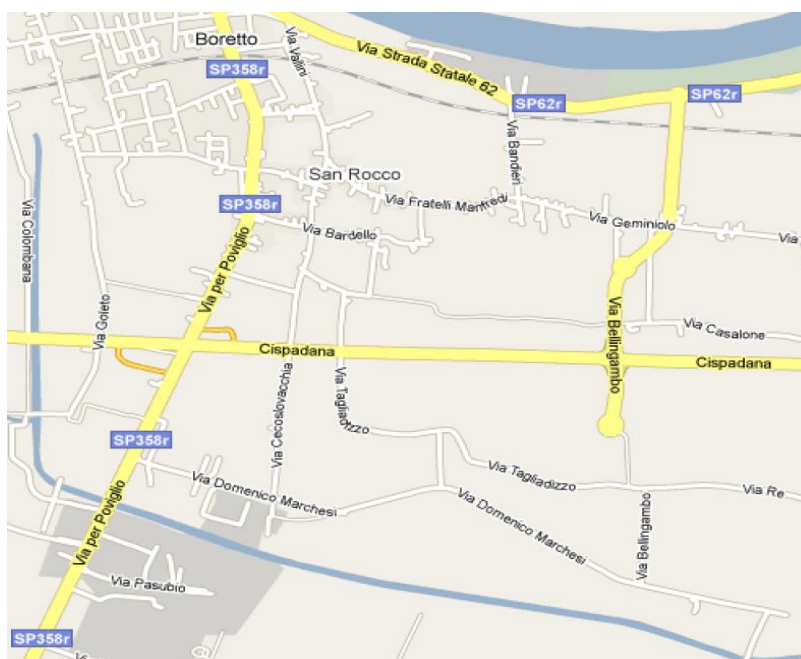 Boretto
SP358r
Via Vallini
Via Strada Statale 62
SP62r
SP62r
Via Bandieri
San Rocco
SP358r
Via Fratelli Manfredi
Via Geminiolo
Via
Via Colombana
Via Bardello
Via per Poviglio
Via Goleto
Via Bellingambo
Via Casalone
Cispadana
Cispadana
Via Cecoslovacchia
Via Tagliadizzo
SP358r
Via Domenico Marchesi
Via Tagliadizzo
Via Re
Via per Poviglio
Via Domenico Marchesi
Via Bellingambo
Via Pasubio
SP358r